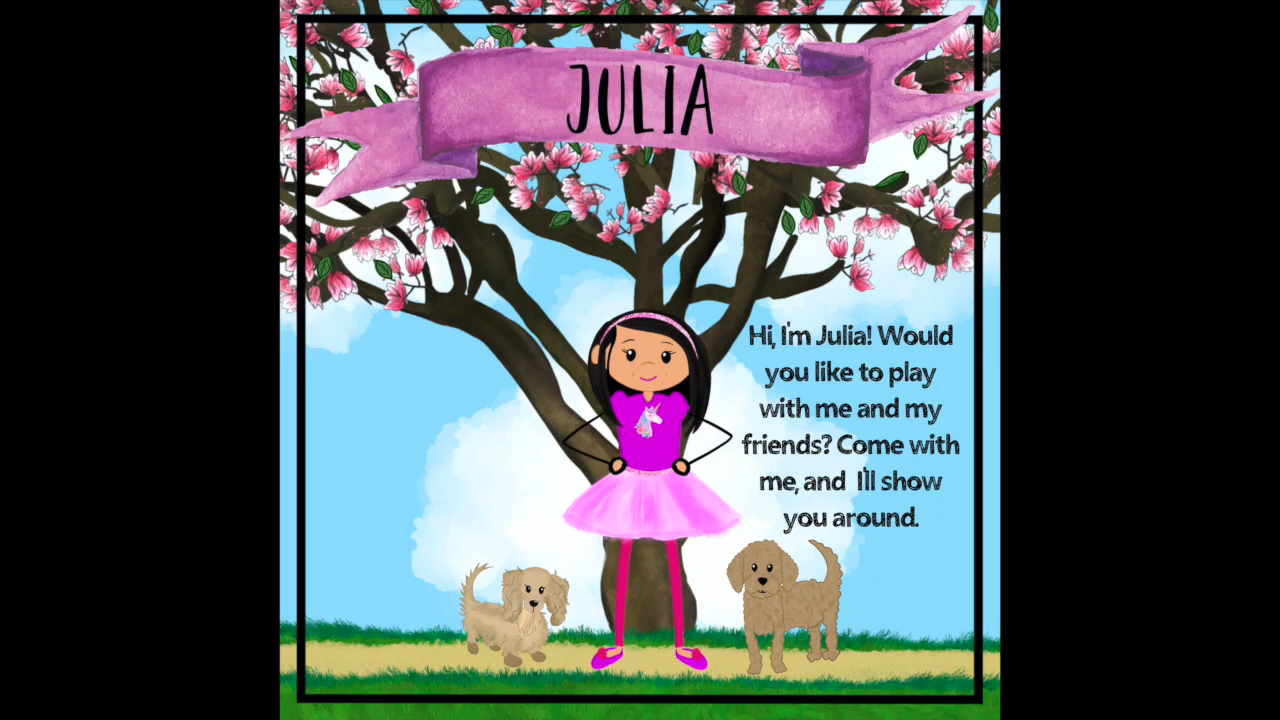 JULIA
Hi, I'm Julia! Would
you like to play
with me and my
friends? Come with
me, and I'll show
you around.